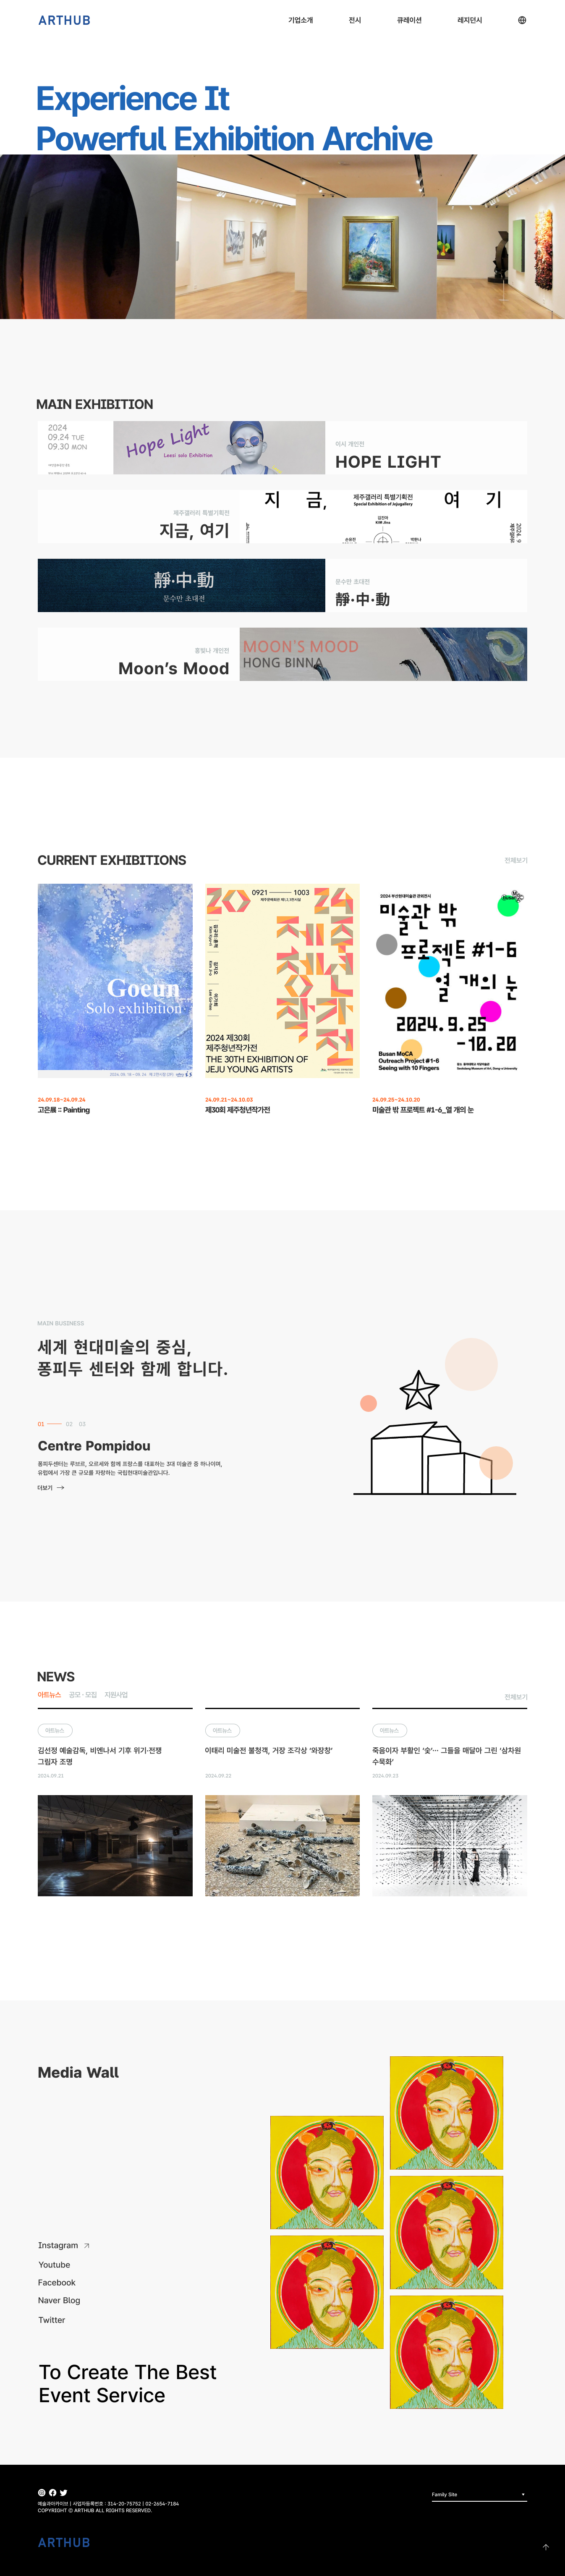 ARTHUB
기업소개
전시
큐레이션
레지던시
Experience It
Powerful Exhibition Archive
MAIN EXHIBITION
2024
09.24 TUE
09.30 MON
Hope Light
Leesi solo Exhibition
이시 개인전
HOPE LIGHT
제주갤러리 특별기획전
지금, 여기
지 금, 여 기
제주갤러리 특별기획전
Special Exhibition of Jejugallery
김진아
KIM Jina
靜·中·動
문수만 초대전
문수만 초대전
靜·中·動
홍빛나 개인전
Moon's Mood
MOON'S MOOD
HONG BINNA
CURRENT EXHIBITIONS
전체보기
Goeun
Solo exhibition
24.09.18~24.09.24
고은展 :: Painting
0921 1003
2024 제30회
제주청년작가전
THE 30TH EXHIBITION OF
JEJU YOUNG ARTISTS
24.09.21~24.10.03
제30회 제주청년작가전
미술관 밖
프로젝트 #1-6
열 개의 눈
2024.9.25
-10.20
Busan MoCA
Outreach Project #1-6
Seeing with 10 Fingers
24.09.25~24.10.20
미술관 밖 프로젝트 #1-6_열 개의 눈
MAIN BUSINESS
세계 현대미술의 중심,
퐁피두 센터와 함께 합니다.
01 02 03
Centre Pompidou
퐁피두센터는 루브르, 오르세와 함께 프랑스를 대표하는 3대 미술관 중 하나이며,
유럽에서 가장 큰 규모를 자랑하는 국립현대미술관입니다.
더보기
NEWS
아트뉴스 공모·모집 지원사업
전체보기
아트뉴스
김선정 예술감독, 비엔나서 기후 위기·전쟁
그림자 조명
2024.09.21
아트뉴스
이태리 미술전 불청객, 거장 조각상 '와장창'
2024.09.22
아트뉴스
죽음이자 부활인 '숯'… 그들을 매달아 그린 '삼차원
수묵화'
2024.09.23
Media Wall
Instagram
Youtube
Facebook
Naver Blog
Twitter
To Create The Best
Event Service
예술과아카이브 | 사업자등록번호 : 314-20-75752 | 02-2654-7184
COPYRIGHT © ARTHUB ALL RIGHTS RESERVED.
Family Site
ARTHUB